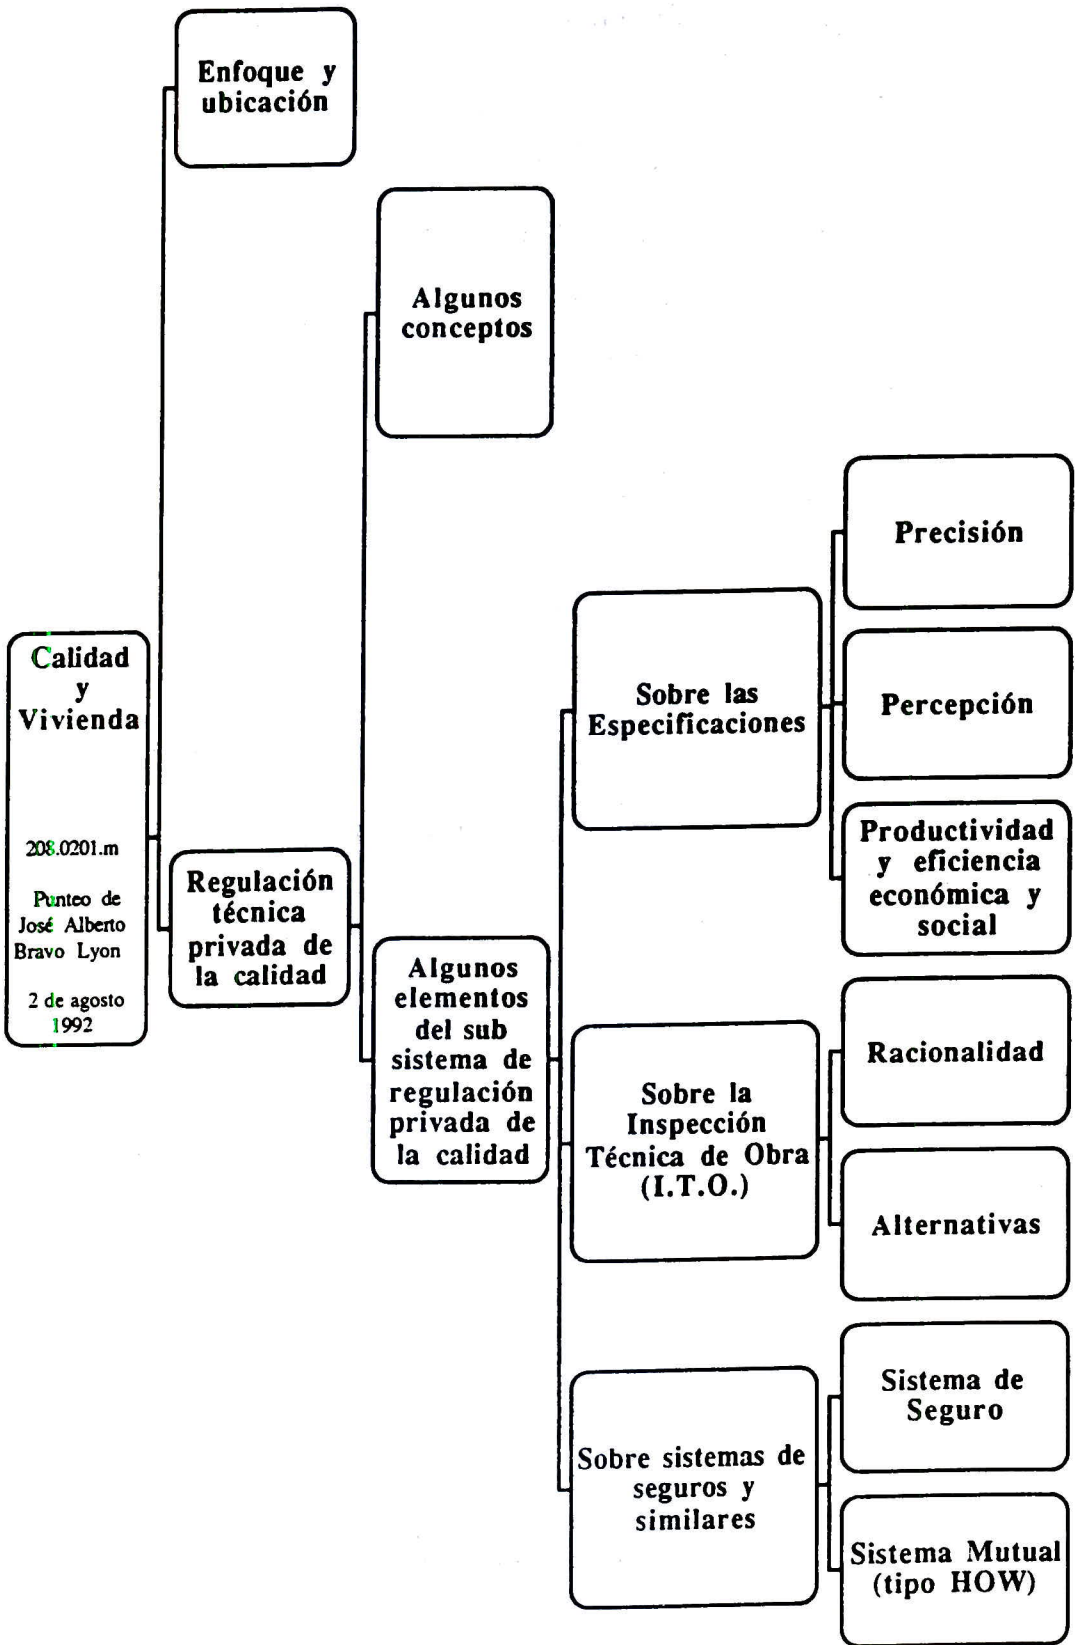 Enfoque y
ubicación
Algunos
conceptos
Precisión
Calidad
y
Vivienda
208.0201.m
Punteo de
José Alberto
Bravo Lyon
2 de agosto
1992
Sobre las
Especificaciones
Percepción
Productividad
y eficiencia
económica y
social
Regulación
técnica
privada de
la calidad
Algunos
elementos
del sub
sistema de
regulación
privada de
la calidad
Sobre la
Inspección
Técnica de Obra
(I.T.O.)
Racionalidad
Alternativas
Sobre sistemas de
seguros y
similares
Sistema de
Seguro
Sistema Mutual
(tipo HOW)